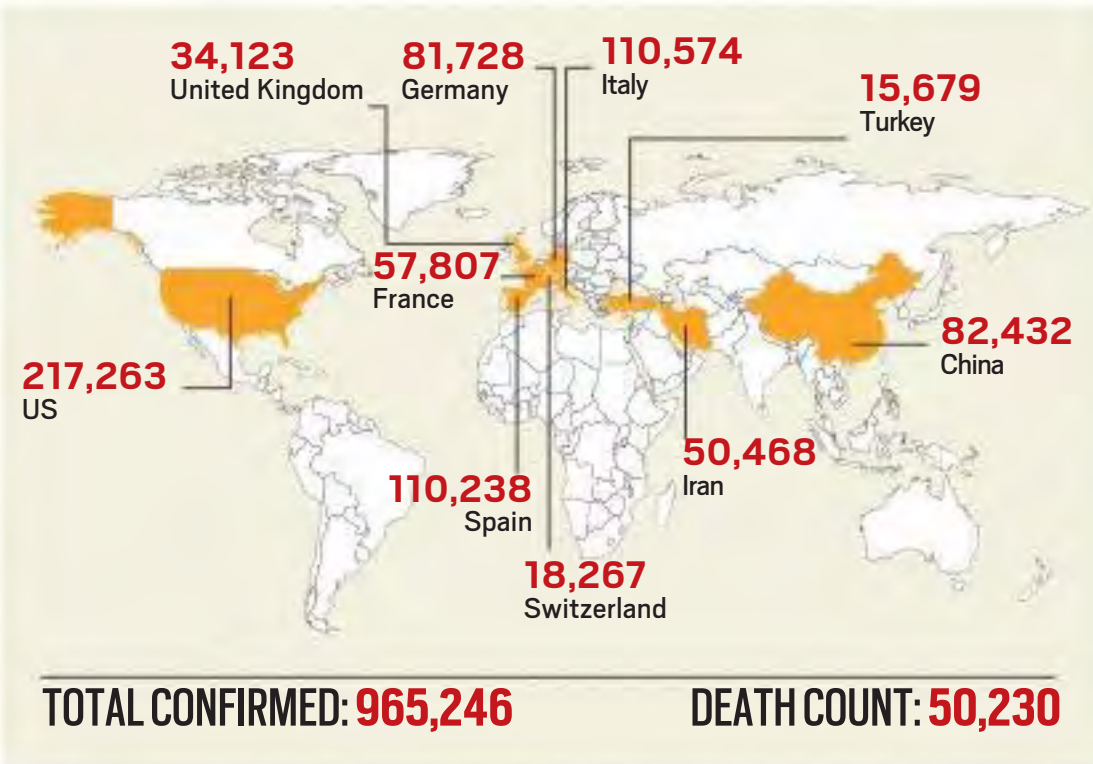 34,123
United Kingdom
81,728
Germany
110,574
Italy
15,679
Turkey
57,807
France
82,432
China
217,263
US
50,468
Iran
110,238
Spain
18,267
Switzerland
TOTAL CONFIRMED: 965,246
DEATH COUNT: 50,230